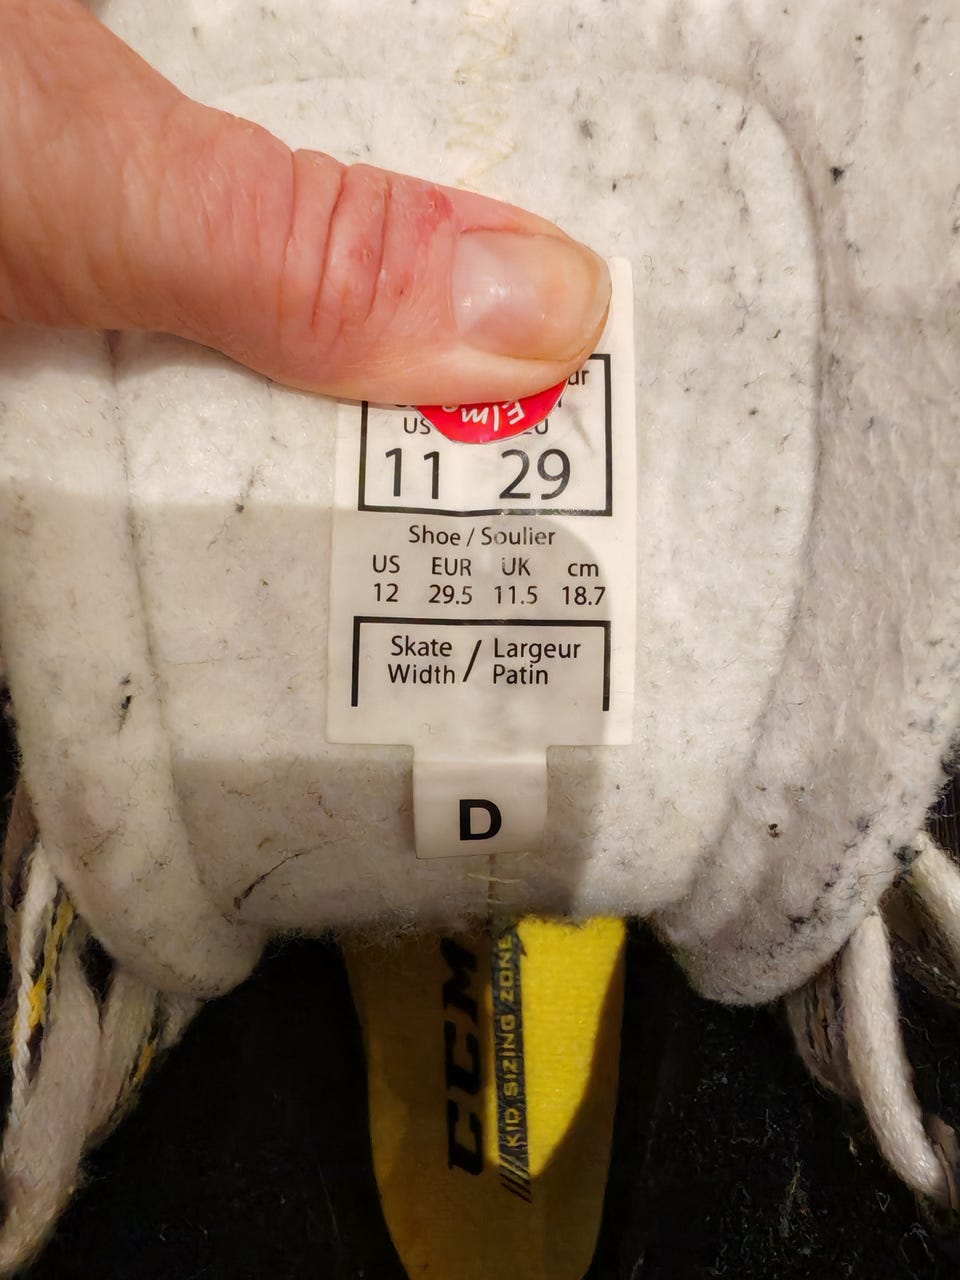 US
11 29
Shoe / Soulier
US EUR UK cm
12 29.5 11.5 18.7
Skate / Largeur
Width Patin
D
CCM
KID SIZING ZONE